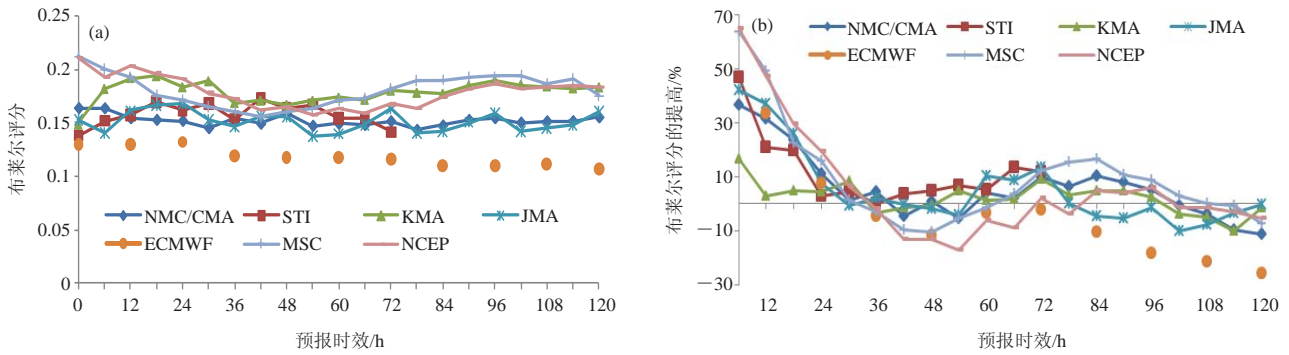 (a)
布莱尔评分
0.25
0.2
0.15
0.1
0.05
0
NMC/CMA STI KMA JMA
ECMWF MSC NCEP
0 12 24 36 48 60 72 84 96 108 120
预报时效/h
(b)
布莱尔评分的提高/%
70
50
30
10
−10
−30
NMC/CMA STI KMA JMA
ECMWF MSC NCEP
12 24 36 48 60 72 84 96 108 120
预报时效/h